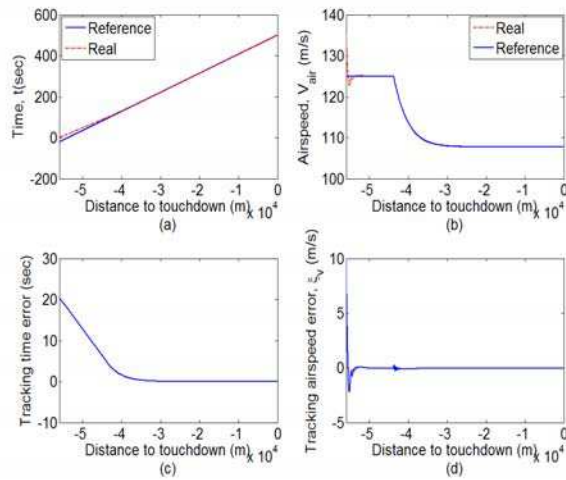 600
400
200
0
-200
Time, t(sec)
Reference
Real
-5 -4 -3 -2 -1 0
Distance to touchdown (m) x 10^4
(a)
130
120
110
100
Airspeed, V_air (m/s)
Real
Reference
-5 -4 -3 -2 -1 0
Distance to touchdown (m) x 10^4
(b)
30
20
10
0
-10
Tracking time error (sec)
-5 -4 -3 -2 -1 0
Distance to touchdown (m) x 10^4
(c)
10
5
0
-5
Tracking airspeed error, ξ_V (m/s)
-5 -4 -3 -2 -1 0
Distance to touchdown (m) x 10^4
(d)